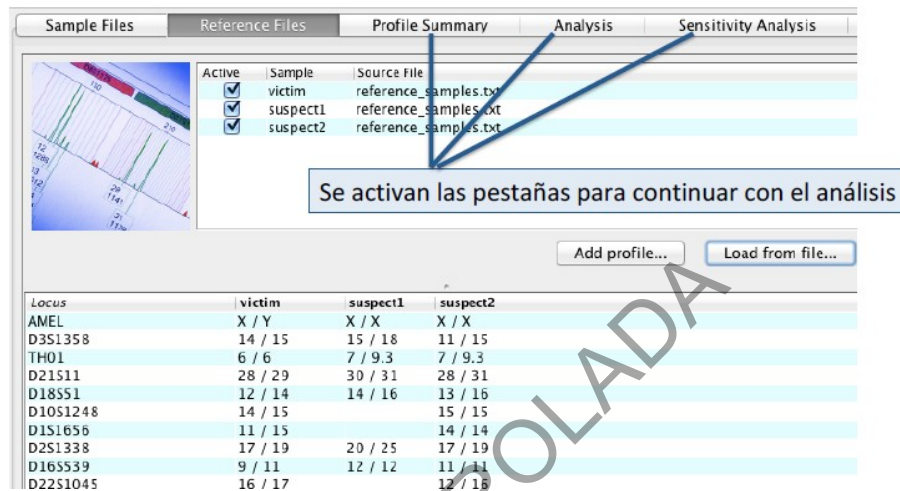 Sample Files Reference Files Profile Summary Analysis Sensitivity Analysis
Active Sample Source File
victim reference_samples.txt
suspect1 reference_samples.txt
suspect2 reference_samples.txt
Se activan las pestañas para continuar con el análisis
Add profile... Load from file...
Locus victim suspect1 suspect2
AMEL X / Y X / X X / X
D3S1358 14 / 15 15 / 18 11 / 15
TH01 6 / 6 7 / 9.3 7 / 9.3
D21S11 28 / 29 30 / 31 28 / 31
D18S51 12 / 14 14 / 16 13 / 16
D10S1248 14 / 15 15 / 15
D1S1656 11 / 15 14 / 14
D2S1338 17 / 19 20 / 25 17 / 19
D16S539 9 / 11 12 / 12 11 / 11
D22S1045 16 / 17 12 / 16
OLADA